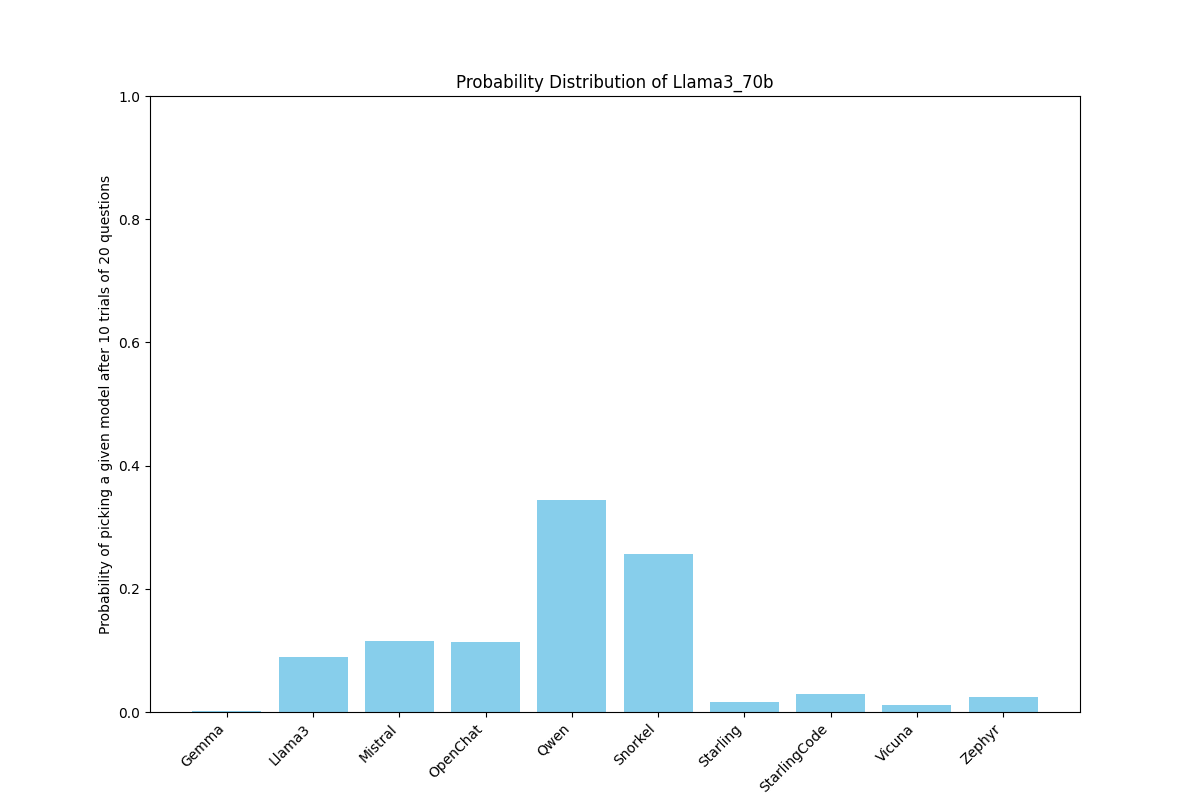 Probability Distribution of Llama3_70b
Probability of picking a given model after 10 trials of 20 questions
1.0
0.8
0.6
0.4
0.2
0.0
Gemma
Llama3
Mistral
OpenChat
Qwen
Snorkel
Starling
StarlingCode
Vicuna
Zephyr